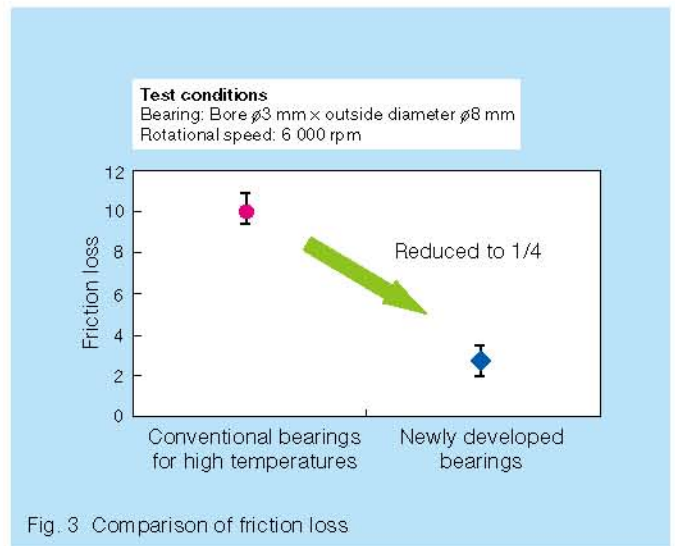 Test conditions
Bearing: Bore ø3 mm × outside diameter ø8 mm
Rotational speed: 6 000 rpm
12
10
8
6
4
2
0
Friction loss
Reduced to 1/4
Conventional bearings
for high temperatures
Newly developed
bearings
Fig. 3 Comparison of friction loss